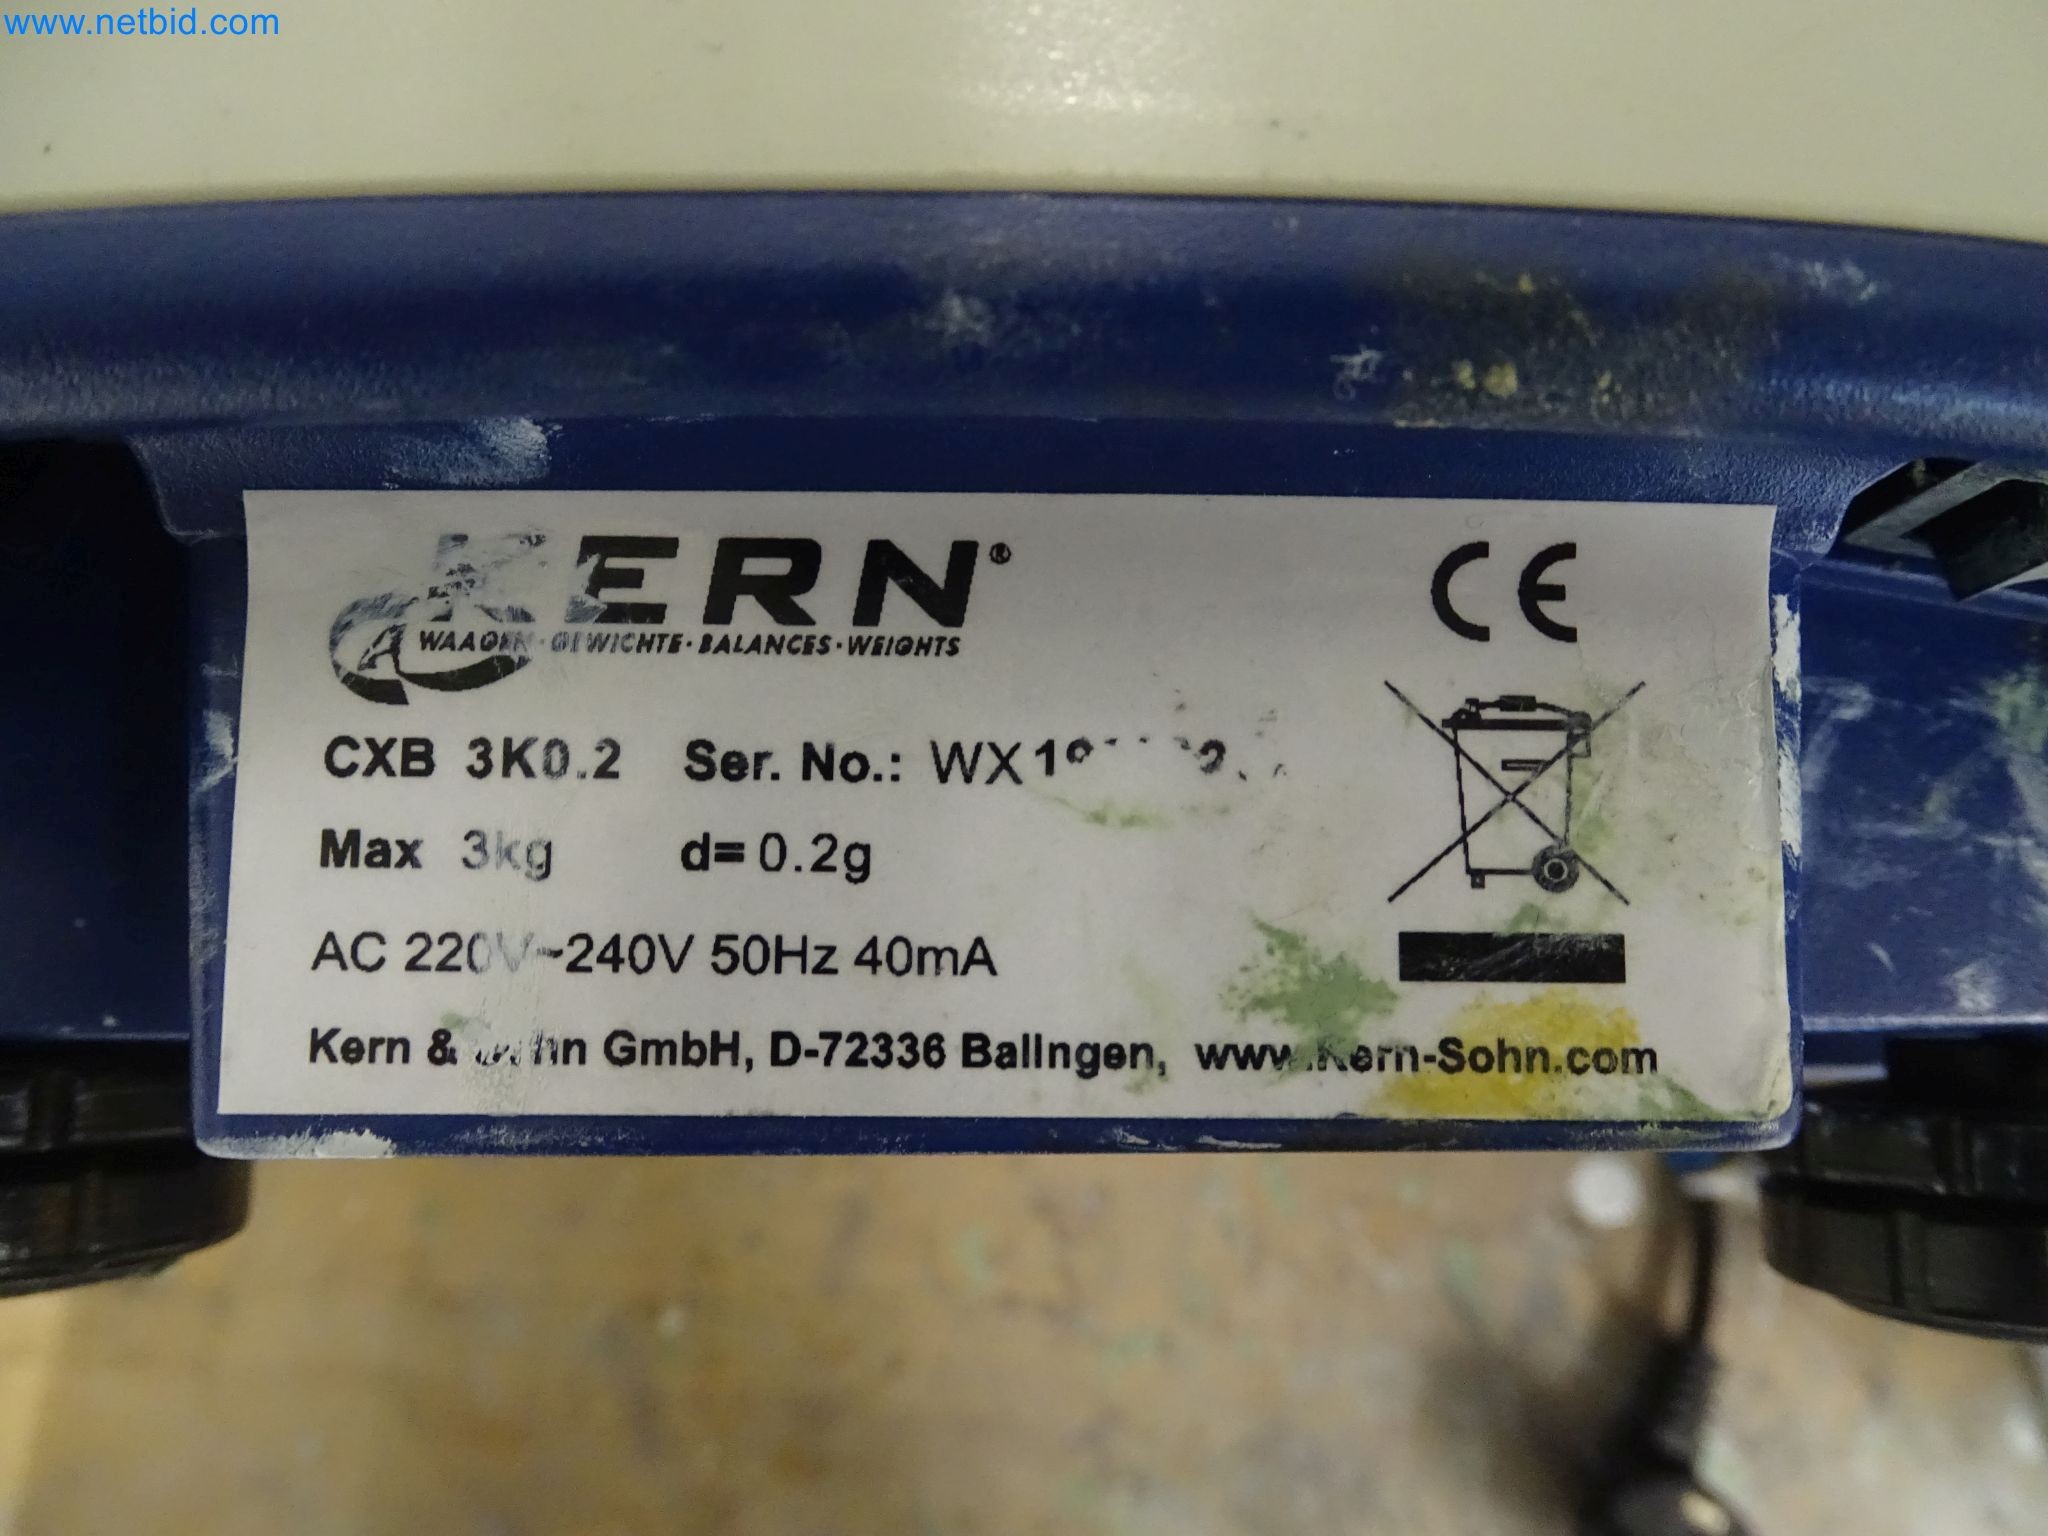 www.netbid.com
KERN®
WAAGEN·GEWICHTE·BALANCES·WEIGHTS
CE
CXB 3K0.2 Ser. No.:
Max 3kg d= 0.2g
AC 220V~240V 50Hz 40mA
Kern & GmbH, D-72336 Balingen, www.Kern-Sohn.com